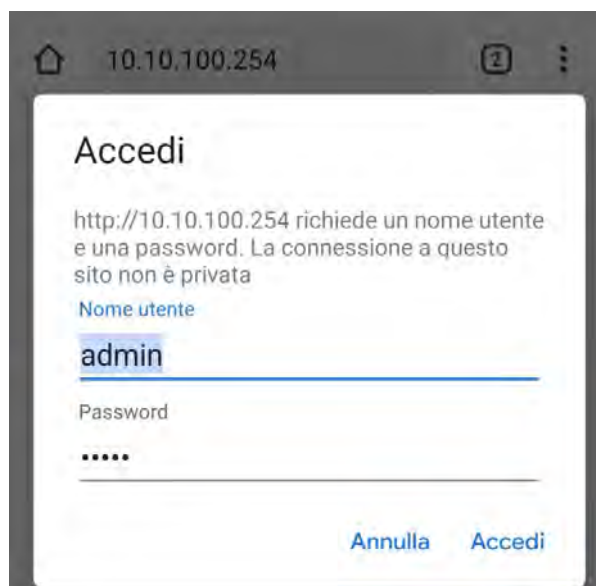 10.10.100.254
2
Accedi
http://10.10.100.254 richiede un nome utente
e una password. La connessione a questo
sito non è privata
Nome utente
admin
Password
•••••
Annulla
Accedi